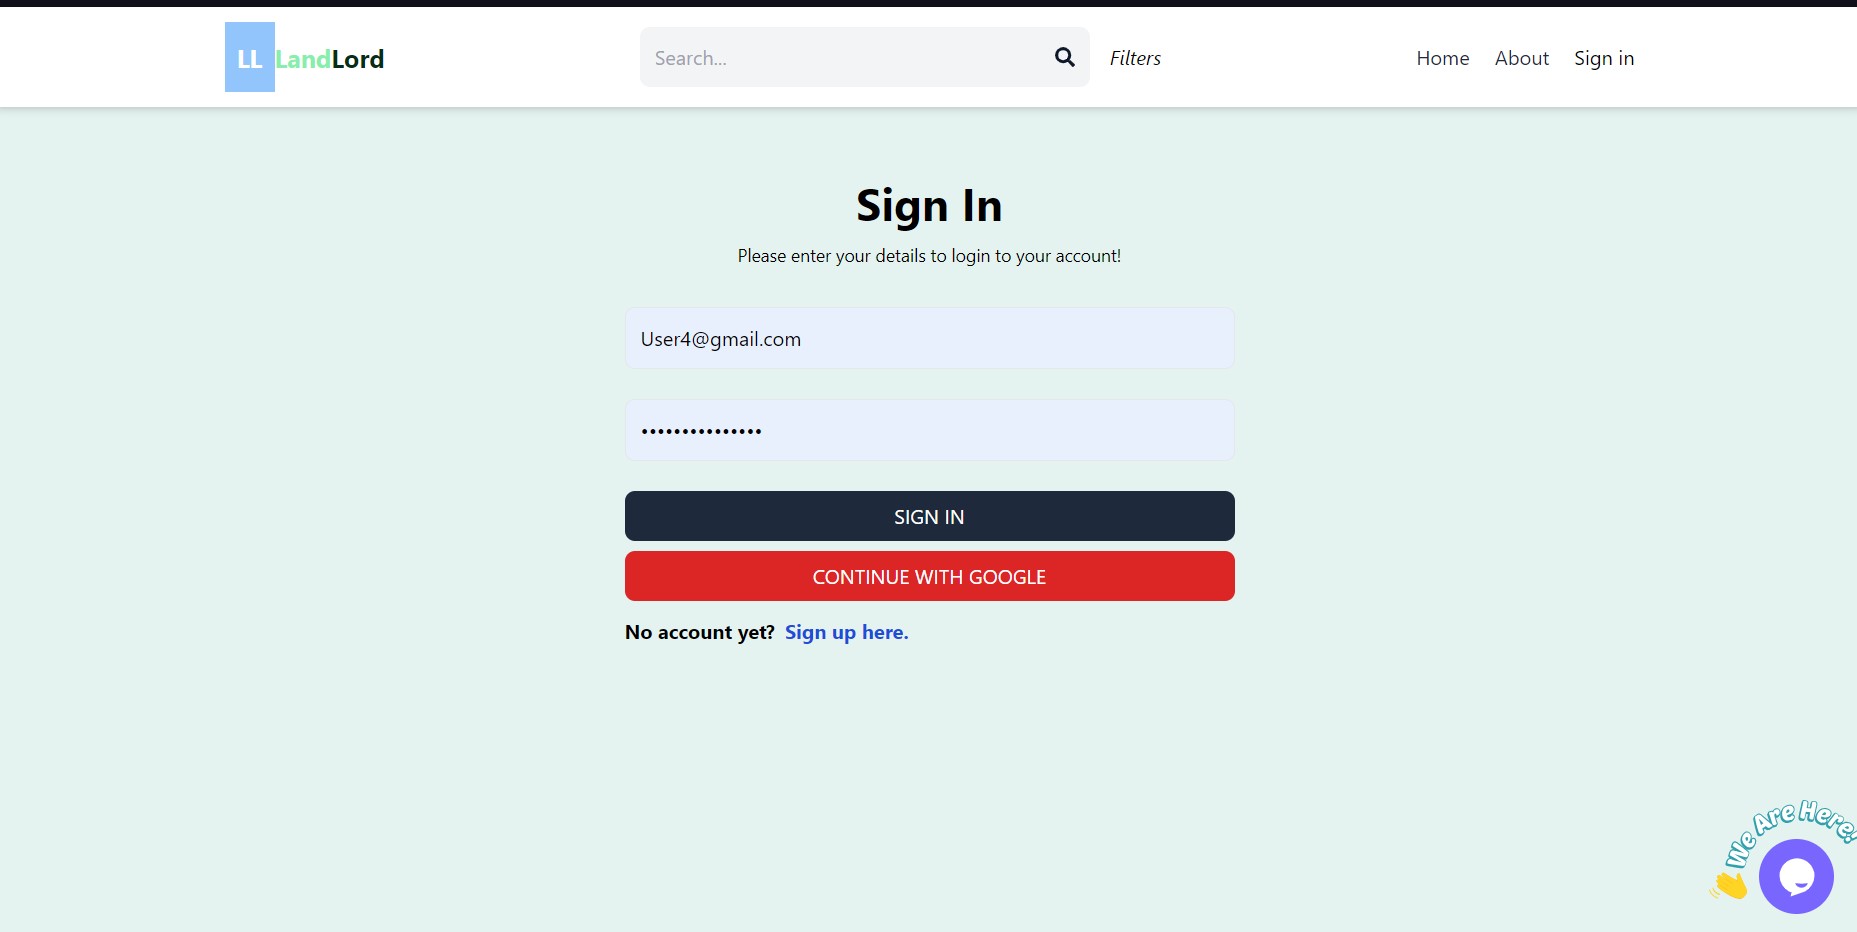 LL LandLord
Search...
Filters
Home About Sign in
Sign In
Please enter your details to login to your account!
User4@gmail.com
•••••••••••••••
SIGN IN
CONTINUE WITH GOOGLE
No account yet? Sign up here.
We Are Here!